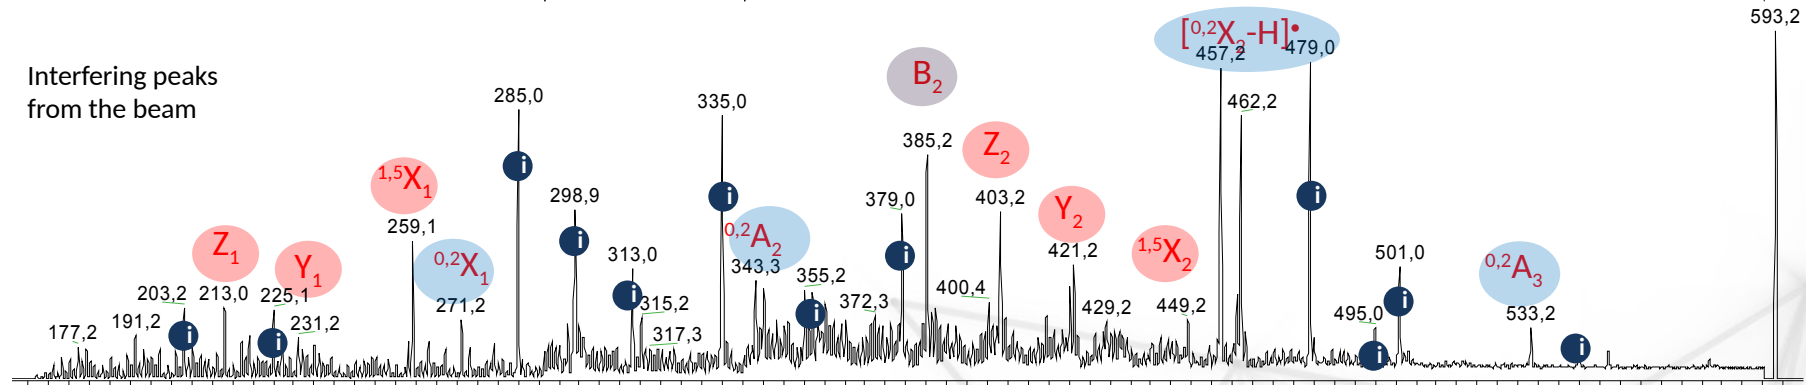 593,2
[0,2X2-H]•
457,2
479,0
Interfering peaks
from the beam
B2
285,0
335,0
462,2
385,2
Z2
i
1,5X1
403,2
298,9
i
379,0
i
Y2
259,1
i
0,2A2
421,2
1,5X2
Z1
Y1
0,2X1
313,0
343,3
i
501,0
0,2A3
203,2
213,0
225,1
271,2
i
315,2
355,2
372,3
400,4
429,2
449,2
495,0
i
533,2
177,2
191,2
i
231,2
i
317,3
i
i
i